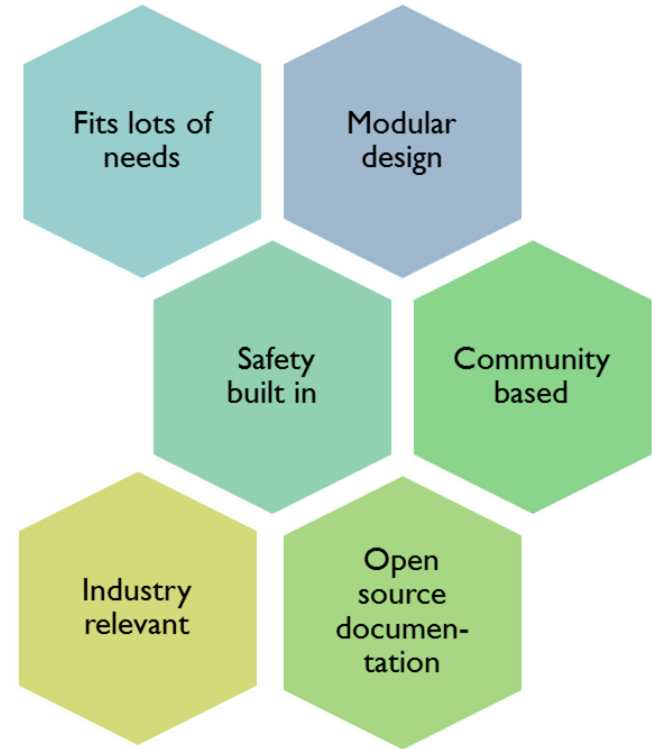 Fits lots of
needs
Modular
design
Safety
built in
Community
based
Industry
relevant
Open
source
documen-
tation